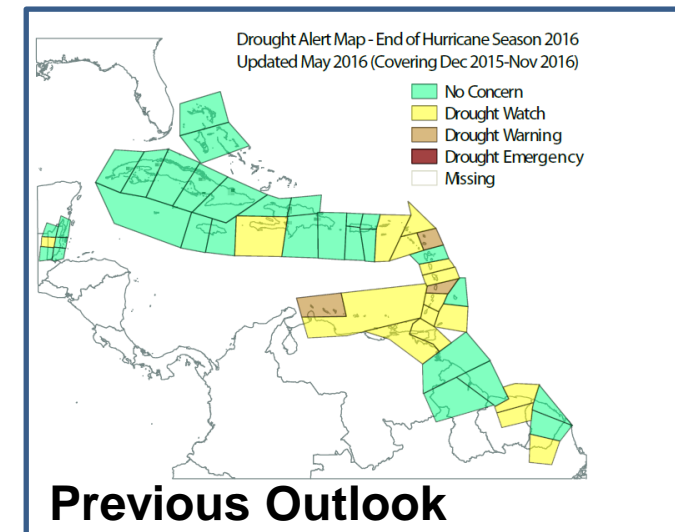 Drought Alert Map - End of Hurricane Season 2016
Updated May 2016 (Covering Dec 2015-Nov 2016)
No Concern
Drought Watch
Drought Warning
Drought Emergency
Missing
Previous Outlook